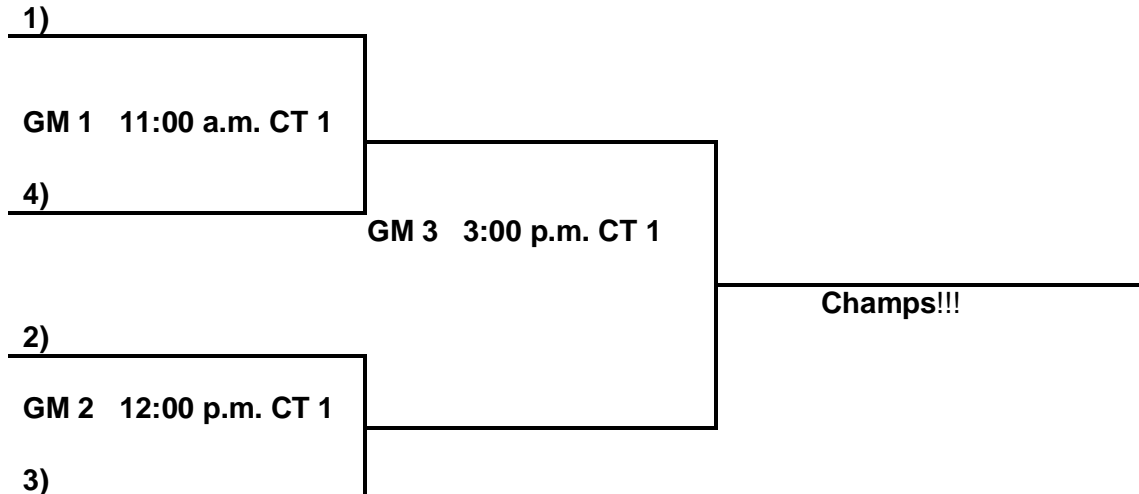 1)
GM 1 11:00 a.m. CT 1
4)
GM 3 3:00 p.m. CT 1
Champs!!!
2)
GM 2 12:00 p.m. CT 1
3)